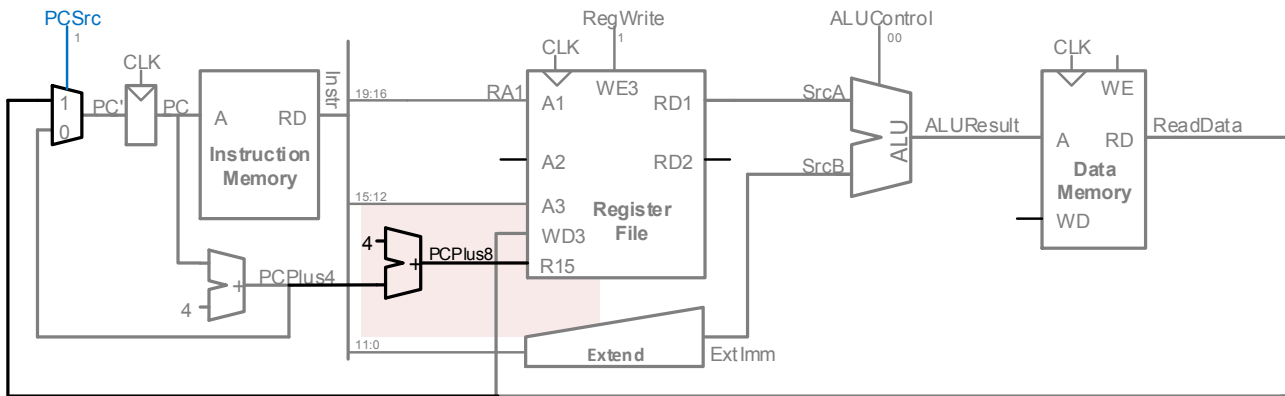 PCSrc
1
RegWrite
1
ALUControl
00
CLK
CLK
CLK
1
0
PC'
PC
A
RD
Instruction
Memory
Instr
19:16
RA1
A1
WE3
RD1
SrcA
A2
RD2
SrcB
ALU
ALUResult
WE
A
RD
ReadData
Data
Memory
WD
15:12
A3
Register
File
WD3
4
+
PCPlus8
R15
+
PCPlus4
4
11:0
Extend
ExtImm